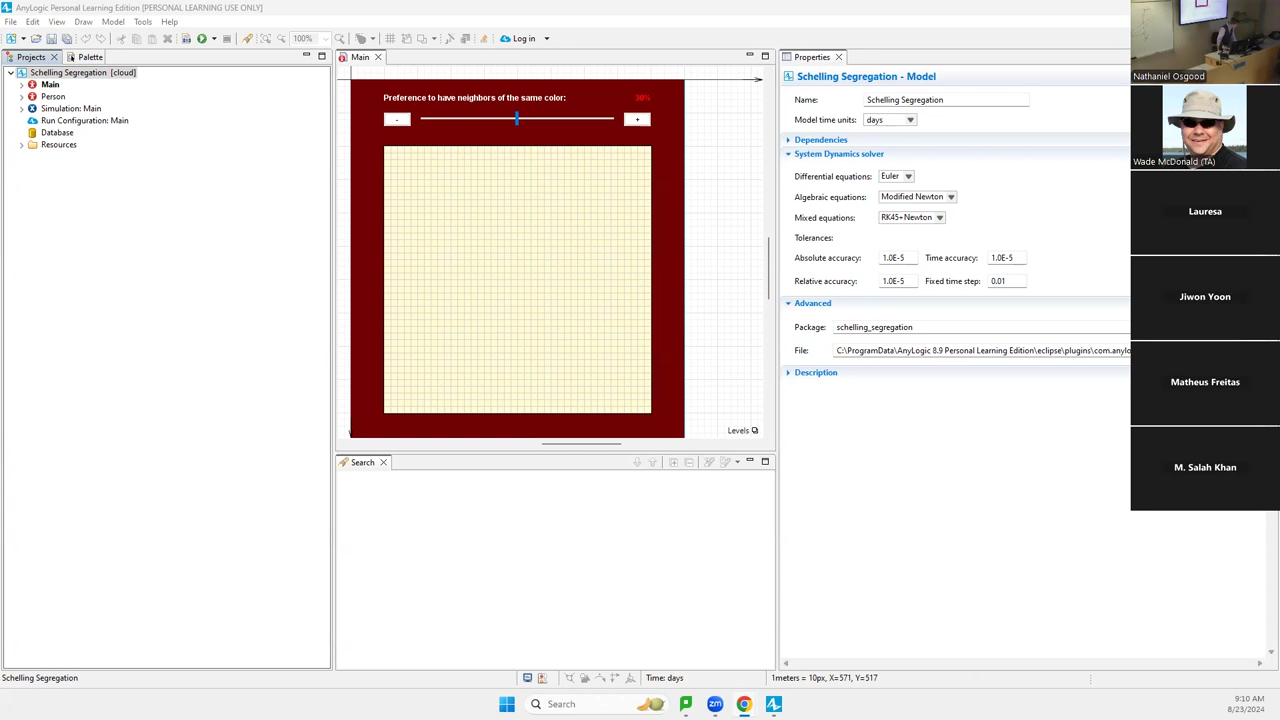 AnyLogic Personal Learning Edition [PERSONAL LEARNING USE ONLY]
File Edit View Draw Model Tools Help
100%
Log in
Projects
Palette
Main
Properties
Schelling Segregation [cloud]
Main
Person
Simulation: Main
Run Configuration: Main
Database
Resources
Preference to have neighbors of the same color: 30%
-
+
Levels
Search
Schelling Segregation - Model
Name: Schelling Segregation
Model time units: days
Dependencies
System Dynamics solver
Differential equations: Euler
Algebraic equations: Modified Newton
Mixed equations: RK45+Newton
Tolerances:
Absolute accuracy: 1.0E-5 Time accuracy: 1.0E-5
Relative accuracy: 1.0E-5 Fixed time step: 0.01
Advanced
Package: schelling_segregation
File: C:\ProgramData\AnyLogic 8.9 Personal Learning Edition\eclipse\plugins\com.anylo
Description
Nathaniel Osgood
Wade McDonald (TA)
Lauresa
Jiwon Yoon
Matheus Freitas
M. Salah Khan
Schelling Segregation
Time: days
1meters = 10px, X=571, Y=517
Search
zm
9:10 AM
8/23/2024